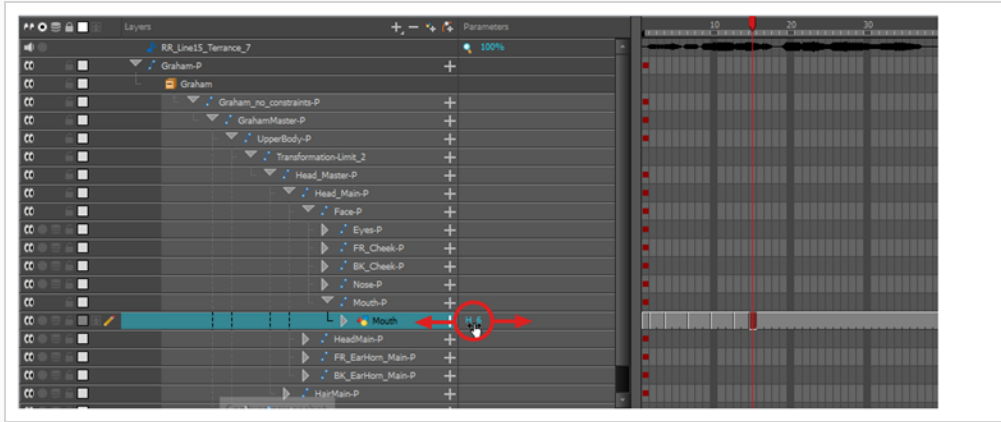 Layers Parameters 10 20 30
RR_Line15_Terrance_7 100%
Graham-P
Graham
Graham_no_constraints-P
GrahamMaster-P
UpperBody-P
Transformation-Limit_2
Head_Master-P
Head_Main-P
Face-P
Eyes-P
FR_Cheek-P
BK_Cheek-P
Nose-P
Mouth-P
Mouth H_6
HeadMain-P
FR_EarHorn_Main-P
BK_EarHorn_Main-P
HairMain-P